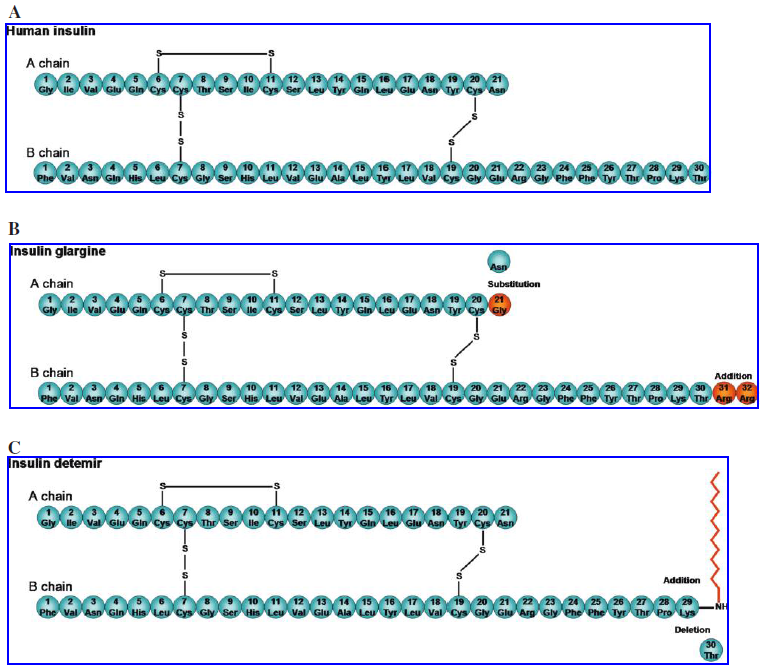 A
Human insulin
S S
A chain
1 2 3 4 5 6 7 8 9 10 11 12 13 14 15 16 17 18 19 20 21
Gly Ile Val Glu Gln Cys Cys Thr Ser Ile Cys Ser Leu Tyr Gln Leu Glu Asn Tyr Cys Asn
S S
S S
B chain
1 2 3 4 5 6 7 8 9 10 11 12 13 14 15 16 17 18 19 20 21 22 23 24 25 26 27 28 29 30
Phe Val Asn Gln His Leu Cys Gly Ser His Leu Val Glu Ala Leu Tyr Leu Val Cys Gly Glu Arg Gly Phe Phe Tyr Thr Pro Lys Thr
B
Insulin glargine
Asn
S S
Substitution
A chain
1 2 3 4 5 6 7 8 9 10 11 12 13 14 15 16 17 18 19 20 21
Gly Ile Val Glu Gln Cys Cys Thr Ser Ile Cys Ser Leu Tyr Gln Leu Glu Asn Tyr Cys Gly
S S
S S
B chain
Addition
1 2 3 4 5 6 7 8 9 10 11 12 13 14 15 16 17 18 19 20 21 22 23 24 25 26 27 28 29 30 31 32
Phe Val Asn Gln His Leu Cys Gly Ser His Leu Val Glu Ala Leu Tyr Leu Val Cys Gly Glu Arg Gly Phe Phe Tyr Thr Pro Lys Thr Arg Arg
C
Insulin detemir
S S
A chain
1 2 3 4 5 6 7 8 9 10 11 12 13 14 15 16 17 18 19 20 21
Gly Ile Val Glu Gln Cys Cys Thr Ser Ile Cys Ser Leu Tyr Gln Leu Glu Asn Tyr Cys Asn
S S
S S
B chain
Addition
1 2 3 4 5 6 7 8 9 10 11 12 13 14 15 16 17 18 19 20 21 22 23 24 25 26 27 28 29
Phe Val Asn Gln His Leu Cys Gly Ser His Leu Val Glu Ala Leu Tyr Leu Val Cys Gly Glu Arg Gly Phe Phe Tyr Thr Pro Lys NH
Deletion
30
Thr